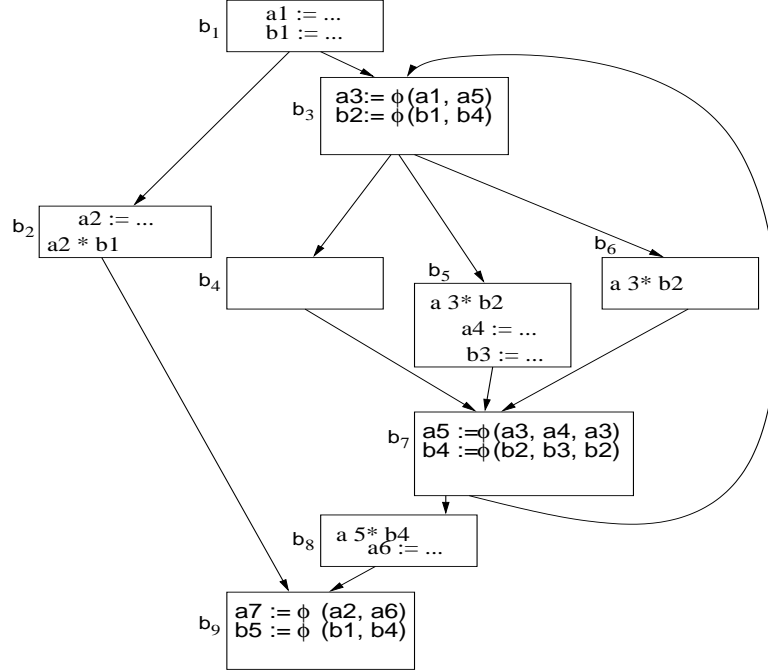 b1
a1 := ...
b1 := ...
b3
a3:= ϕ(a1, a5)
b2:= ϕ(b1, b4)
b2
a2 := ...
a2 * b1
b4
b5
a 3* b2
a4 := ...
b3 := ...
b6
a 3* b2
b7
a5 :=ϕ(a3, a4, a3)
b4 :=ϕ(b2, b3, b2)
b8
a 5* b4
a6 := ...
b9
a7 := ϕ (a2, a6)
b5 := ϕ (b1, b4)